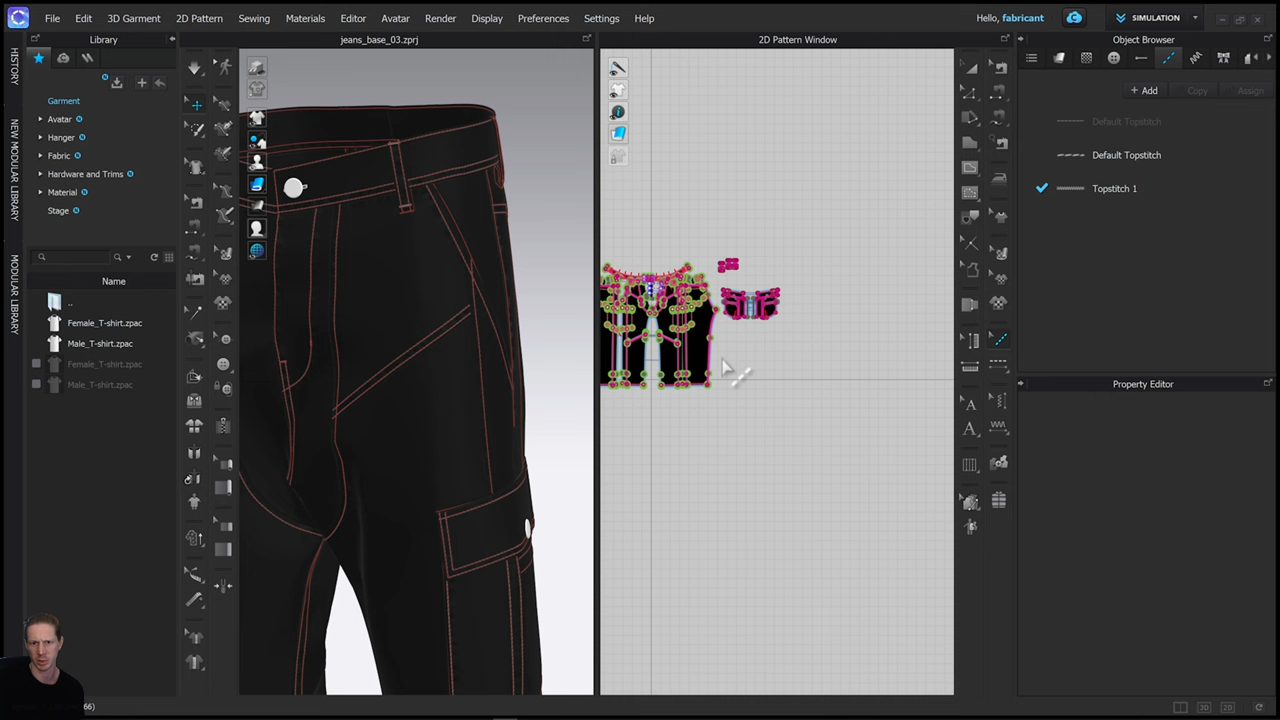 File Edit 3D Garment 2D Pattern Sewing Materials Editor Avatar Render Display Preferences Settings Help
Hello, fabricant
SIMULATION
Library
jeans_base_03.zprj
2D Pattern Window
Object Browser
HISTORY
NEW MODULAR LIBRARY
MODULAR LIBRARY
Garment
Avatar
Hanger
Fabric
Hardware and Trims
Material
Stage
Name
..
Female_T-shirt.zpac
Male_T-shirt.zpac
Female_T-shirt.zpac
Male_T-shirt.zpac
+ Add
Copy
Assign
Default Topstitch
Default Topstitch
Topstitch 1
Property Editor
66)
3D
2D